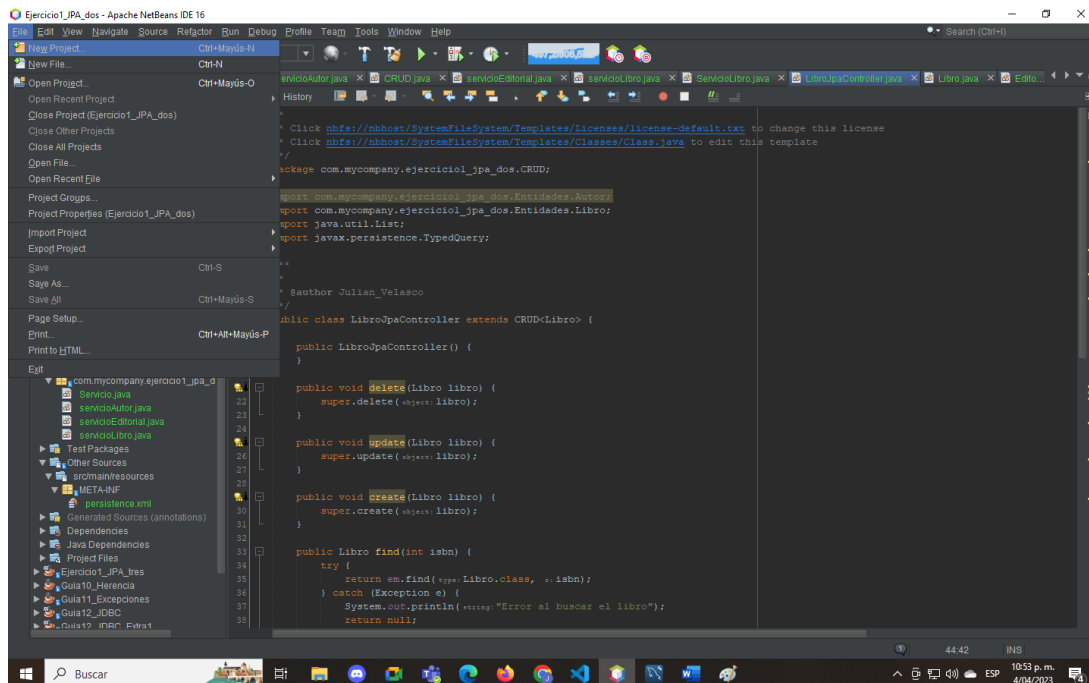 Ejercicio1_JPA_dos - Apache NetBeans IDE 16
File Edit View Navigate Source Refactor Run Debug Profile Team Tools Window Help Search (Ctrl+I)
New Project... Ctrl+Mayús-N
New File... Ctrl-N
Open Project... Ctrl+Mayús-O
Open Recent Project
Close Project (Ejercicio1_JPA_dos)
Close Other Projects
Close All Projects
Open File...
Open Recent File
Project Groups...
Project Properties (Ejercicio1_JPA_dos)
Import Project
Export Project
Save Ctrl-S
Save As...
Save All Ctrl+Mayús-S
Page Setup...
Print... Ctrl+Alt+Mayús-P
Print to HTML...
Exit
com.mycompany.ejercicio1_jpa_d
Servicio.java
servicioAutor.java
servicioEditorial.java
servicioLibro.java
Test Packages
Other Sources
src/main/resources
META-INF
persistence.xml
Generated Sources (annotations)
Dependencies
Java Dependencies
Project Files
Ejercicio1_JPA_tres
Guia10_Herencia
Guia11_Excepciones
Guia12_JDBC
Guia12_JDBC_Extra1
ervicioAutor.java CRUD.java servicioEditorial.java servicioLibro.java ServicioLibro.java LibroJpaController.java Libro.java Edito...
History
*
* Click nbfs://nbhost/SystemFileSystem/Templates/Licenses/license-default.txt to change this license
* Click nbfs://nbhost/SystemFileSystem/Templates/Classes/Class.java to edit this template
*/
ackage com.mycompany.ejercicio1_jpa_dos.CRUD;
mport com.mycompany.ejercicio1_jpa_dos.Entidades.Autor;
mport com.mycompany.ejercicio1_jpa_dos.Entidades.Libro;
mport java.util.List;
mport javax.persistence.TypedQuery;
**
*
* @author Julian_Velasco
*/
ublic class LibroJpaController extends CRUD<Libro> {
public LibroJpaController() {
}
public void delete(Libro libro) {
22 super.delete( object: libro);
23 }
24
public void update(Libro libro) {
26 super.update( object: libro);
27 }
28
public void create(Libro libro) {
30 super.create( object: libro);
31 }
32
33 public Libro find(int isbn) {
34 try {
35 return em.find( type: Libro.class, o: isbn);
36 } catch (Exception e) {
37 System.out.println( string: "Error al buscar el libro");
38 return null;
1 44:42 INS
Buscar
ESP
10:53 p. m.
4/04/2023
4